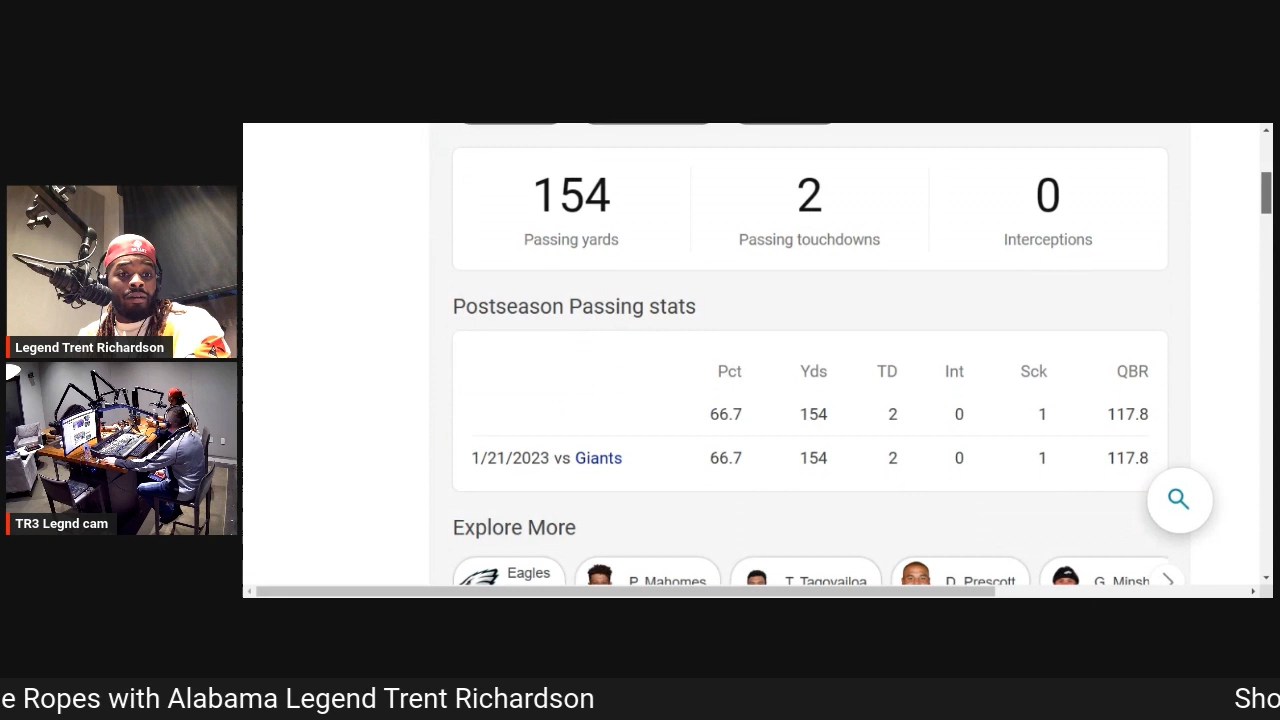 154 2 0
Passing yards Passing touchdowns Interceptions
Postseason Passing stats
Pct Yds TD Int Sck QBR
66.7 154 2 0 1 117.8
1/21/2023 vs Giants 66.7 154 2 0 1 117.8
Explore More
Eagles P. Mahomes T. Tagovailoa D. Prescott G. Minsh
Legend Trent Richardson
TR3 Legnd cam
e Ropes with Alabama Legend Trent Richardson Sho